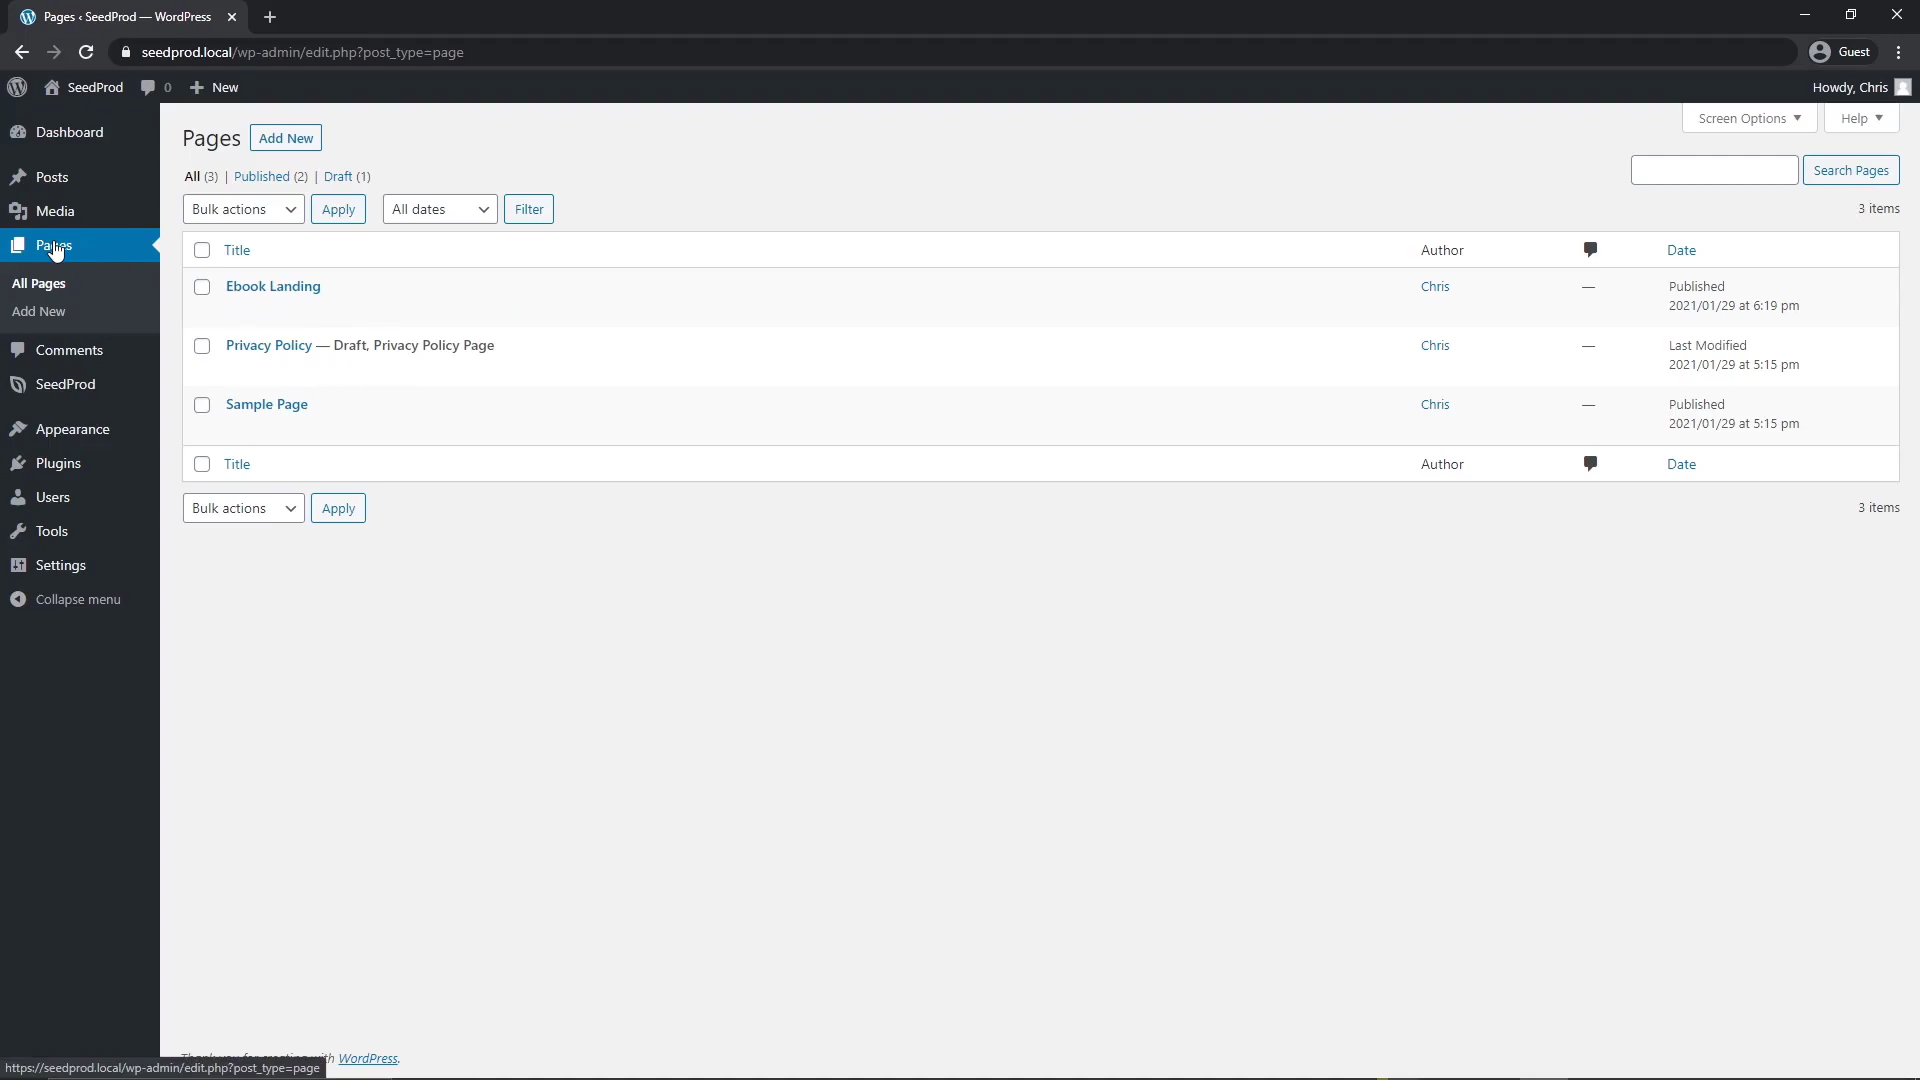 Pages ‹ SeedProd — WordPress
seedprod.local/wp-admin/edit.php?post_type=page
Guest
SeedProd 0 New
Howdy, Chris
Screen Options Help
Dashboard
Posts
Media
Pages
All Pages
Add New
Comments
SeedProd
Appearance
Plugins
Users
Tools
Settings
Collapse menu
Pages Add New
All (3) | Published (2) | Draft (1)
Search Pages
Bulk actions Apply All dates Filter
3 items
Title Author Date
Ebook Landing Chris — Published
2021/01/29 at 6:19 pm
Privacy Policy — Draft, Privacy Policy Page Chris — Last Modified
2021/01/29 at 5:15 pm
Sample Page Chris — Published
2021/01/29 at 5:15 pm
Title Author Date
Bulk actions Apply
3 items
Thank you for creating with WordPress.
https://seedprod.local/wp-admin/edit.php?post_type=page